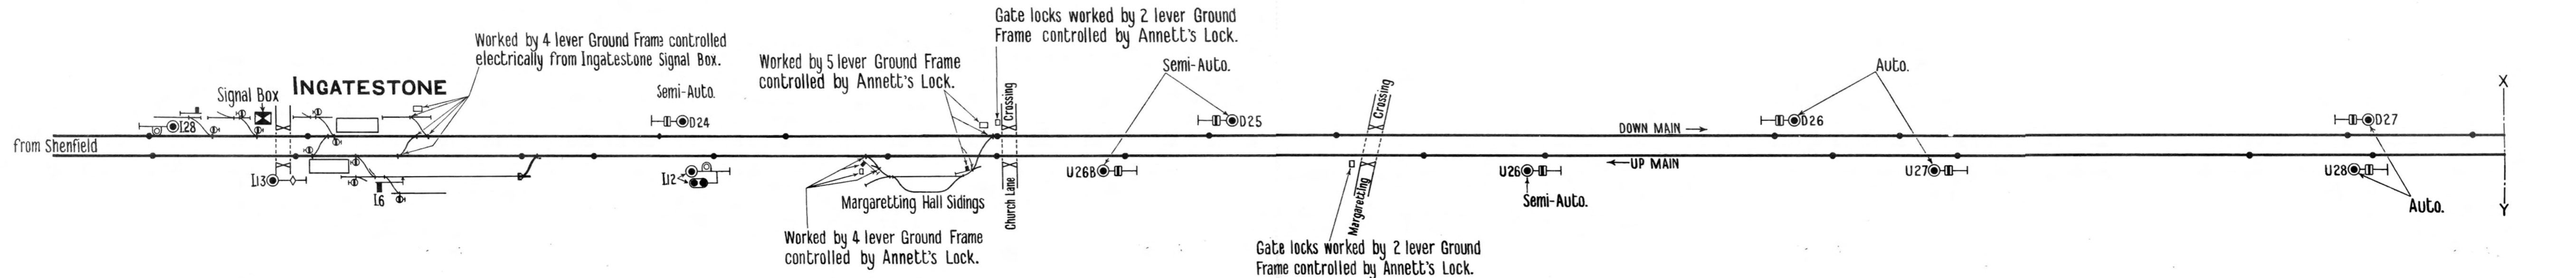 Gate locks worked by 2 lever Ground
Frame controlled by Annett's Lock.
Worked by 4 lever Ground Frame controlled
electrically from Ingatestone Signal Box.
Worked by 5 lever Ground Frame
controlled by Annett's Lock.
Semi-Auto.
Auto.
INGATESTONE
Signal Box
Semi-Auto.
Crossing
Crossing
X
I28
D24
D25
D26
D27
DOWN MAIN
from Shenfield
UP MAIN
I13
I6
I12
U26B
U26
U27
U28
Margaretting Hall Sidings
Church Lane
Margaretting
Semi-Auto.
Auto.
Y
Worked by 4 lever Ground Frame
controlled by Annett's Lock.
Gate locks worked by 2 lever Ground
Frame controlled by Annett's Lock.